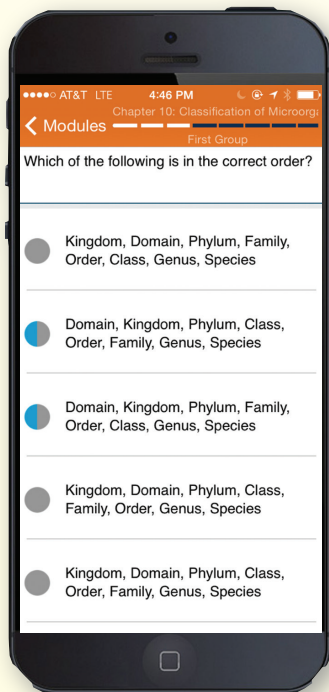 AT&T LTE 4:46 PM
Chapter 10: Classification of Microorga
Modules
First Group
Which of the following is in the correct order?
Kingdom, Domain, Phylum, Family,
Order, Class, Genus, Species
Domain, Kingdom, Phylum, Class,
Order, Family, Genus, Species
Domain, Kingdom, Phylum, Family,
Order, Class, Genus, Species
Kingdom, Domain, Phylum, Class,
Family, Order, Genus, Species
Kingdom, Domain, Phylum, Class,
Order, Family, Genus, Species